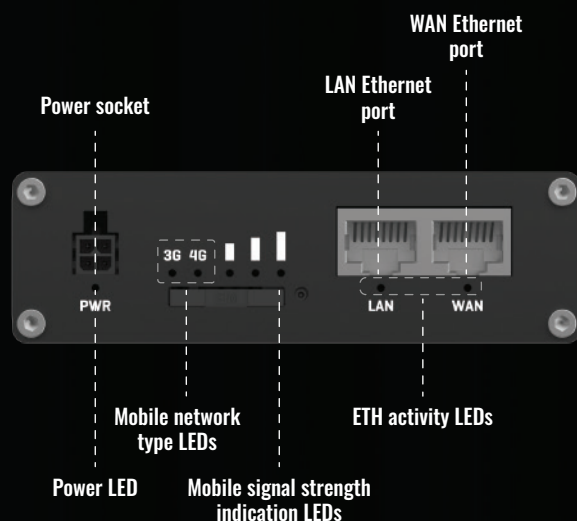 WAN Ethernet
port
LAN Ethernet
port
Power socket
3G 4G
PWR
LAN
WAN
Mobile network
type LEDs
ETH activity LEDs
Power LED
Mobile signal strength
indication LEDs